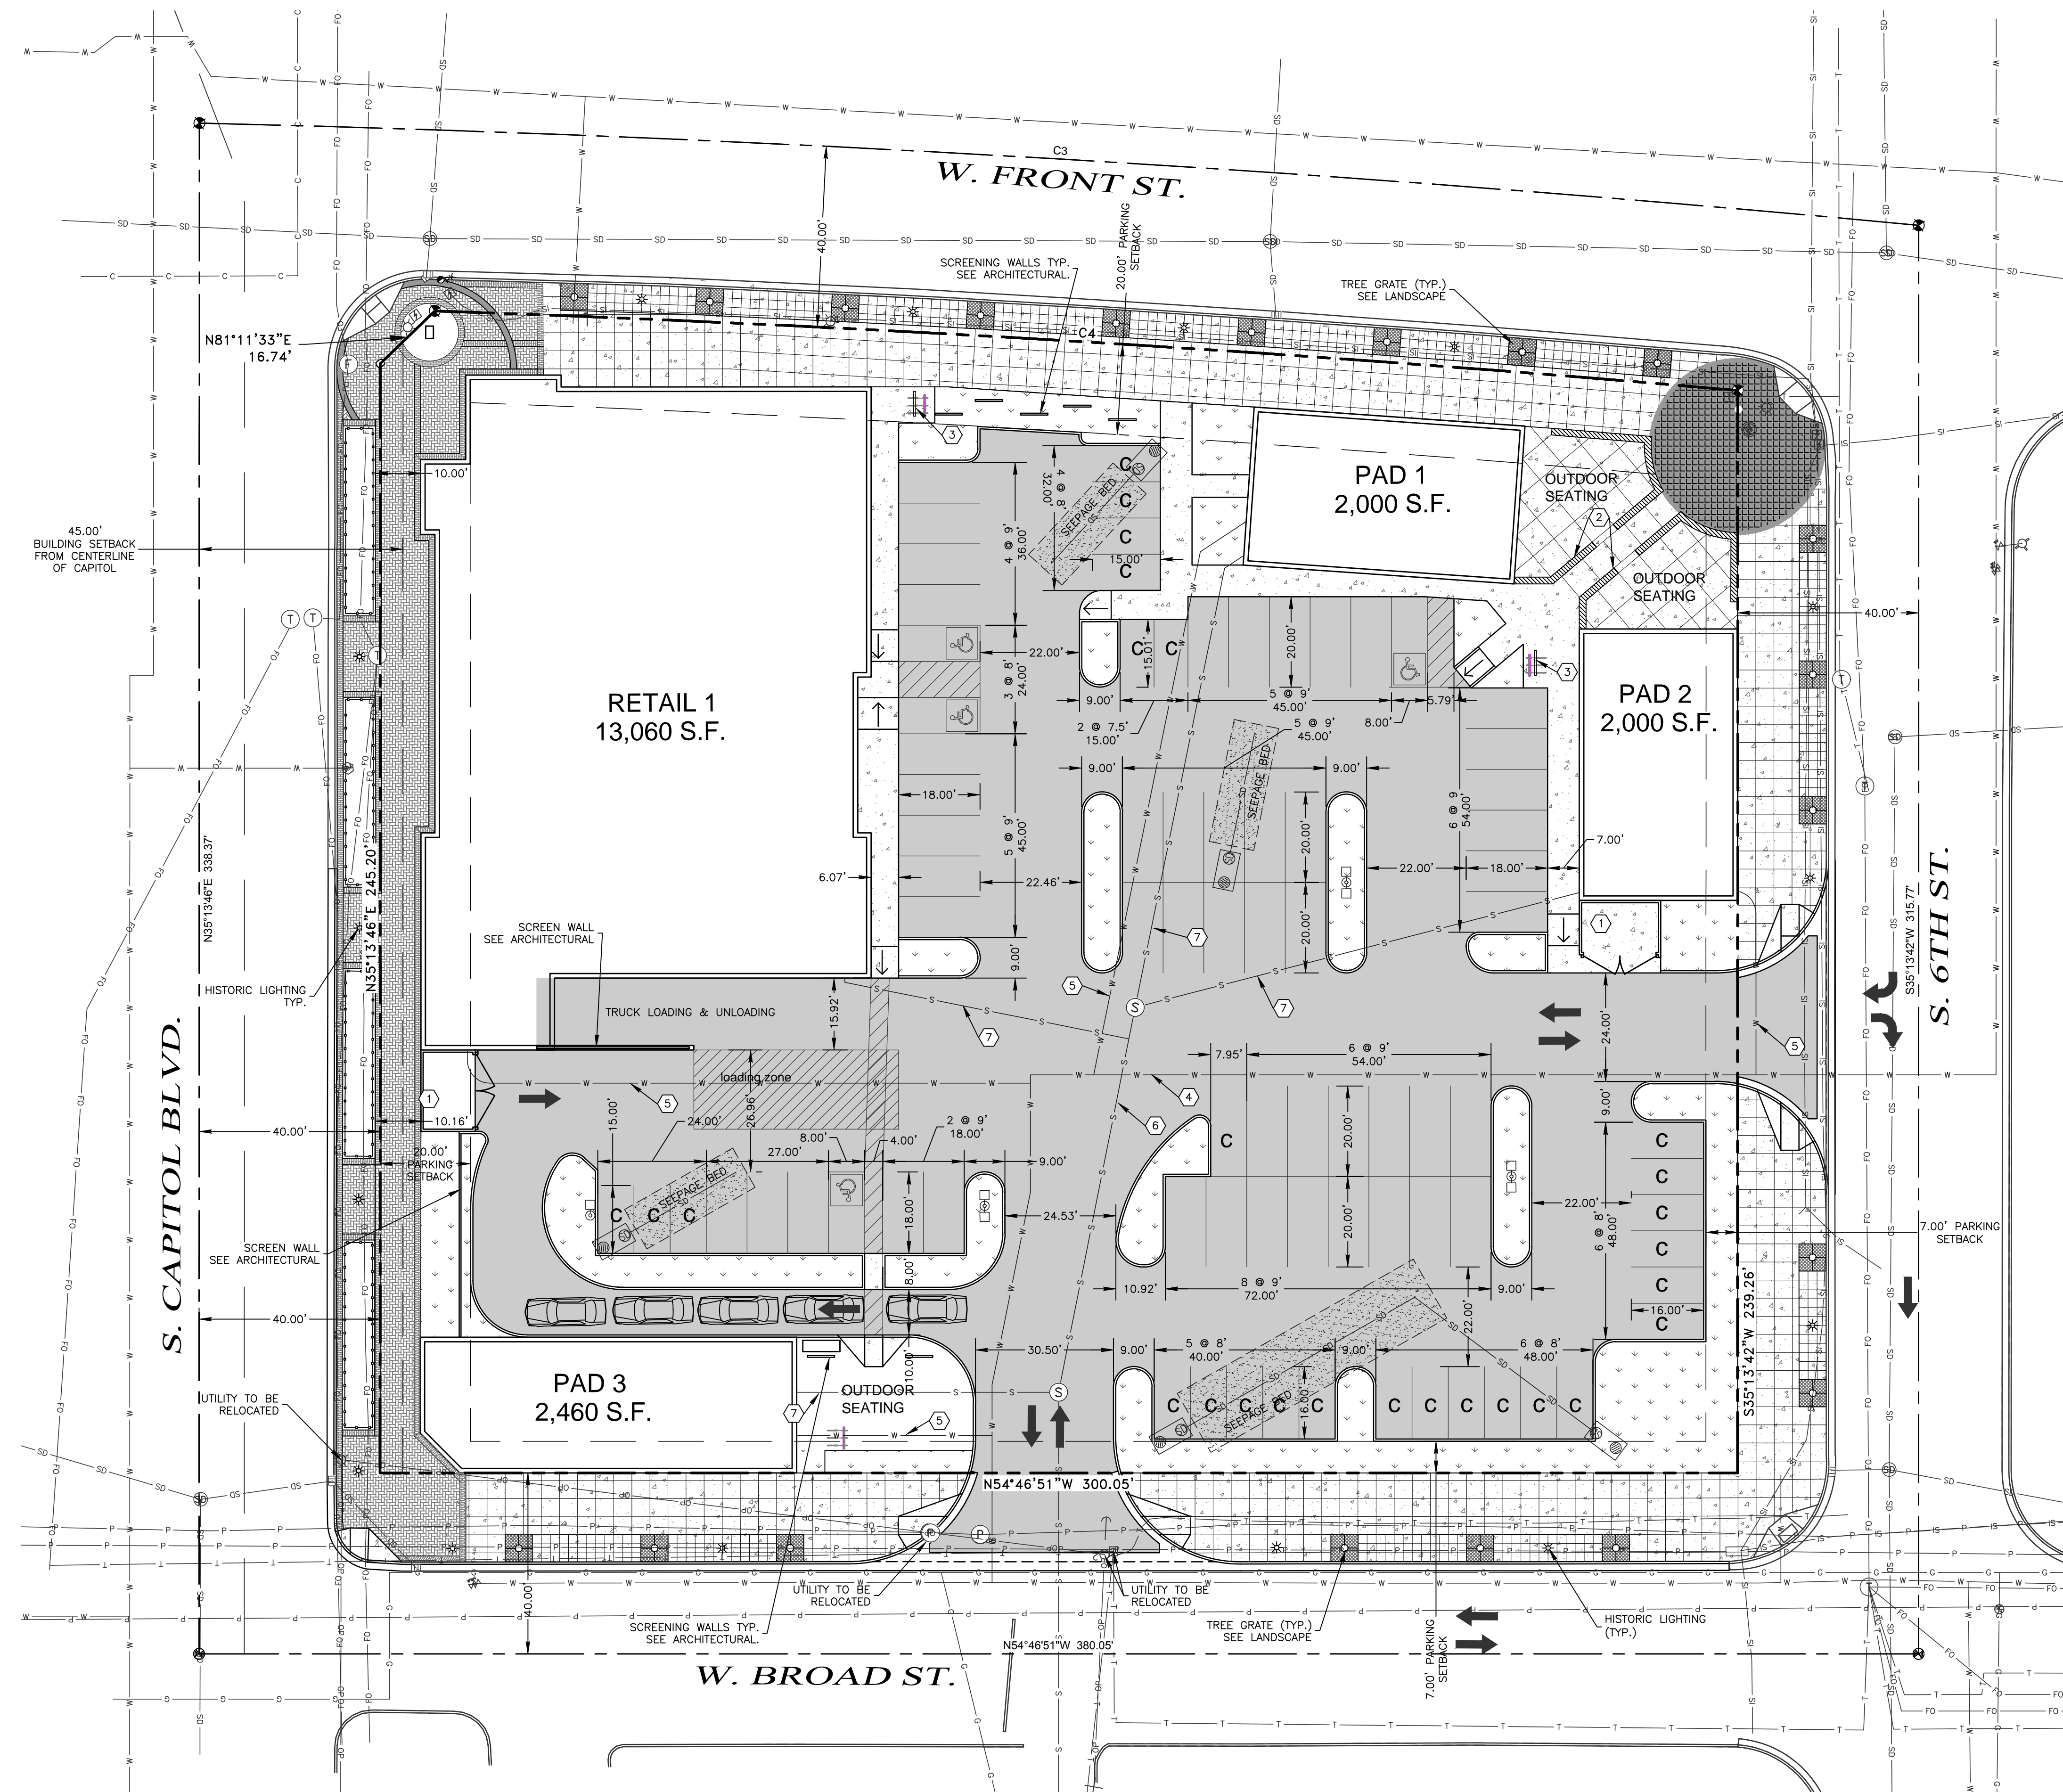 C3
W. FRONT ST.
40.00'
20.00' PARKING
SETBACK
SCREENING WALLS TYP.
SEE ARCHITECTURAL.
TREE GRATE (TYP.)
SEE LANDSCAPE
C4
N81°11'33"E
16.74'
3
10.00'
4 @ 8'
32.00'
SEEPAGE BED
C
C
C
C
15.00'
4 @ 9'
36.00'
PAD 1
2,000 S.F.
OUTDOOR
SEATING
2
OUTDOOR
SEATING
45.00'
BUILDING SETBACK
FROM CENTERLINE
OF CAPITOL
40.00'
RETAIL 1
13,060 S.F.
3 @ 8'
24.00'
22.00'
15.01'
C
C
20.00'
9.00'
5 @ 9'
45.00'
8.00'
5.79'
2 @ 7.5'
15.00'
5 @ 9'
45.00'
3
PAD 2
2,000 S.F.
9.00'
9.00'
SEEPAGE BED
18.00'
5 @ 9'
45.00'
20.00'
6 @ 9
54.00'
6.07'
22.46'
22.00'
18.00'
7.00'
N35°13'46"E 338.37'
N35°13'46"E 245.20'
S35°13'42"W 315.77'
S. 6TH ST.
SCREEN WALL
SEE ARCHITECTURAL
9.00'
7
20.00'
1
HISTORIC LIGHTING
TYP.
TRUCK LOADING & UNLOADING
15.92'
5
S
7
7
24.00'
5
S. CAPITOL BLVD.
7.95'
6 @ 9'
54.00'
loading zone
1
10.16'
5
4
6
15.00'
24.00'
26.96'
8.00'
4.00'
2 @ 9'
18.00'
20.00'
9.00'
40.00'
20.00'
PARKING
SETBACK
27.00'
9.00'
C
C
C
C
C
C
C
SEEPAGE BED
C
C
C
18.00'
24.53'
20.00'
22.00'
6 @ 8'
48.00'
7.00' PARKING
SETBACK
SCREEN WALL
SEE ARCHITECTURAL
8.00'
10.92'
8 @ 9'
72.00'
9.00'
16.00'
22.00'
40.00'
S35°13'42"W 239.26'
30.50'
9.00'
5 @ 8'
40.00'
9.00'
6 @ 8'
48.00'
10.00'
PAD 3
2,460 S.F.
OUTDOOR
SEATING
7
5
S
C C C C C
16.00'
SEEPAGE BED
C C C C C C
UTILITY TO BE
RELOCATED
N54°46'51"W 300.05'
UTILITY TO BE
RELOCATED
UTILITY TO BE
RELOCATED
40.00'
SCREENING WALLS TYP.
SEE ARCHITECTURAL.
TREE GRATE (TYP.)
SEE LANDSCAPE
7.00' PARKING
SETBACK
HISTORIC LIGHTING
(TYP.)
N54°46'51"W 380.05'
W. BROAD ST.